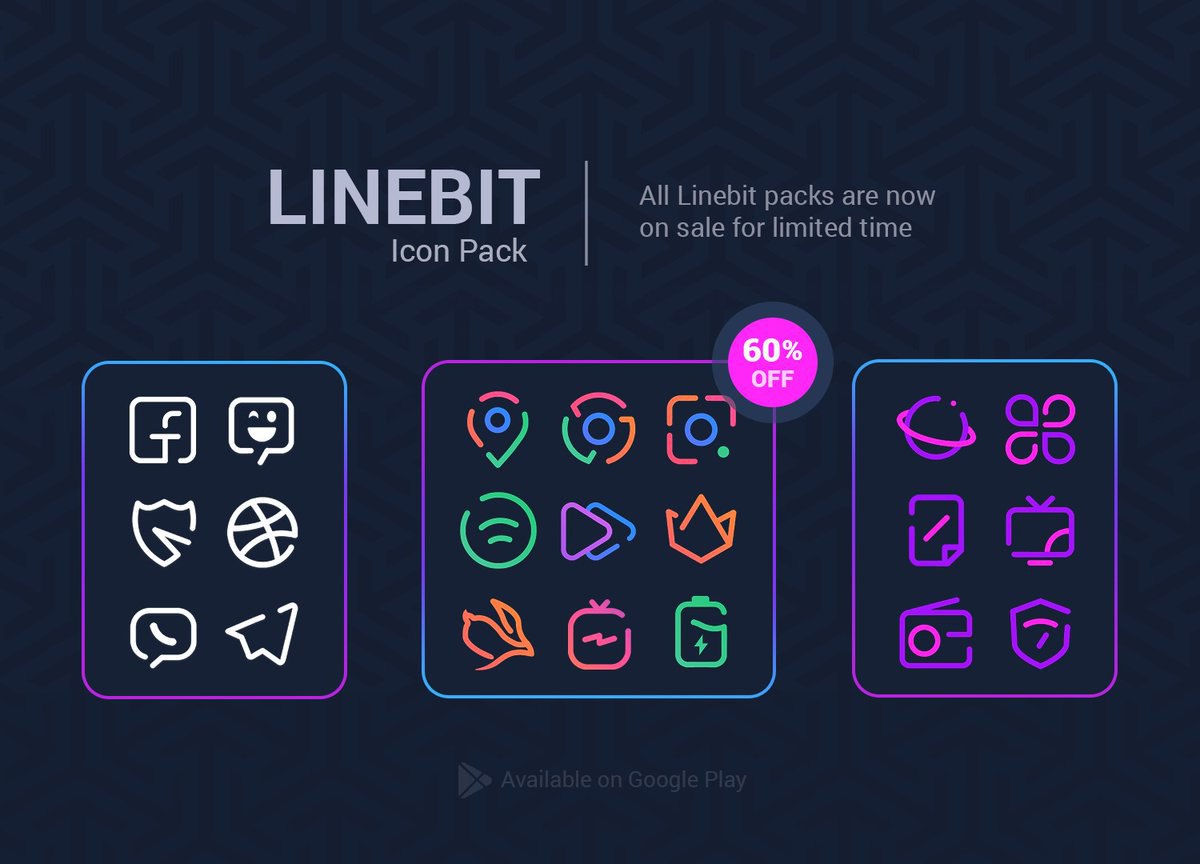 LINEBIT
Icon Pack
All Linebit packs are now
on sale for limited time
60%
OFF
Available on Google Play